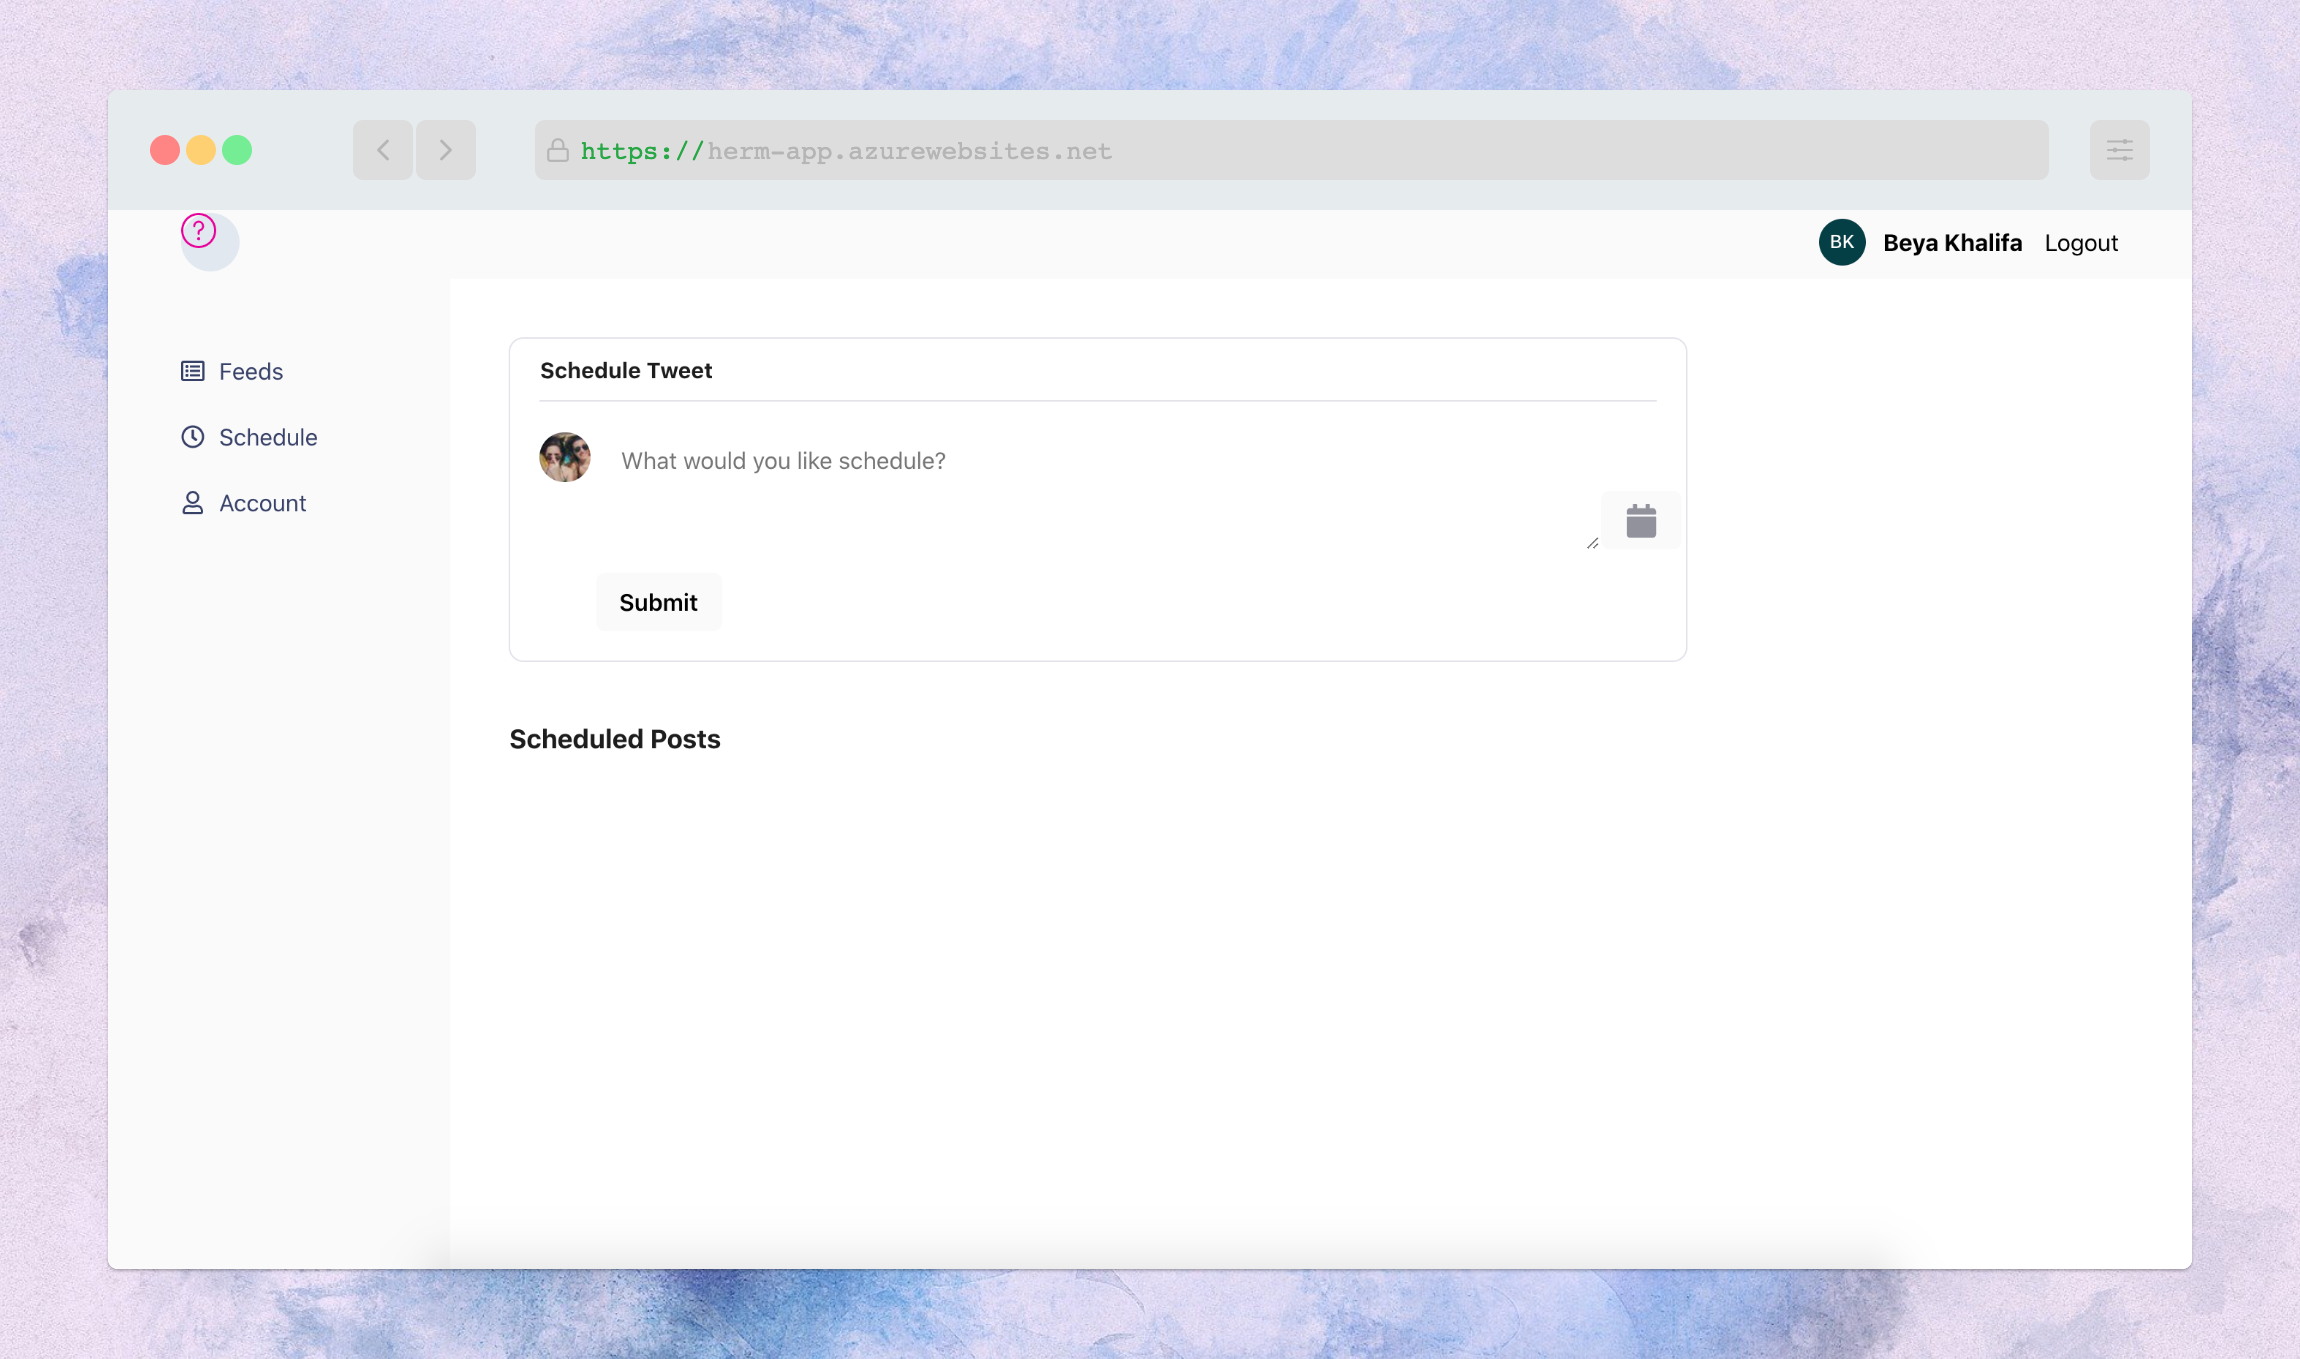 https://herm-app.azurewebsites.net
?
BK Beya Khalifa Logout
Feeds
Schedule
Account
Schedule Tweet
What would you like schedule?
Submit
Scheduled Posts